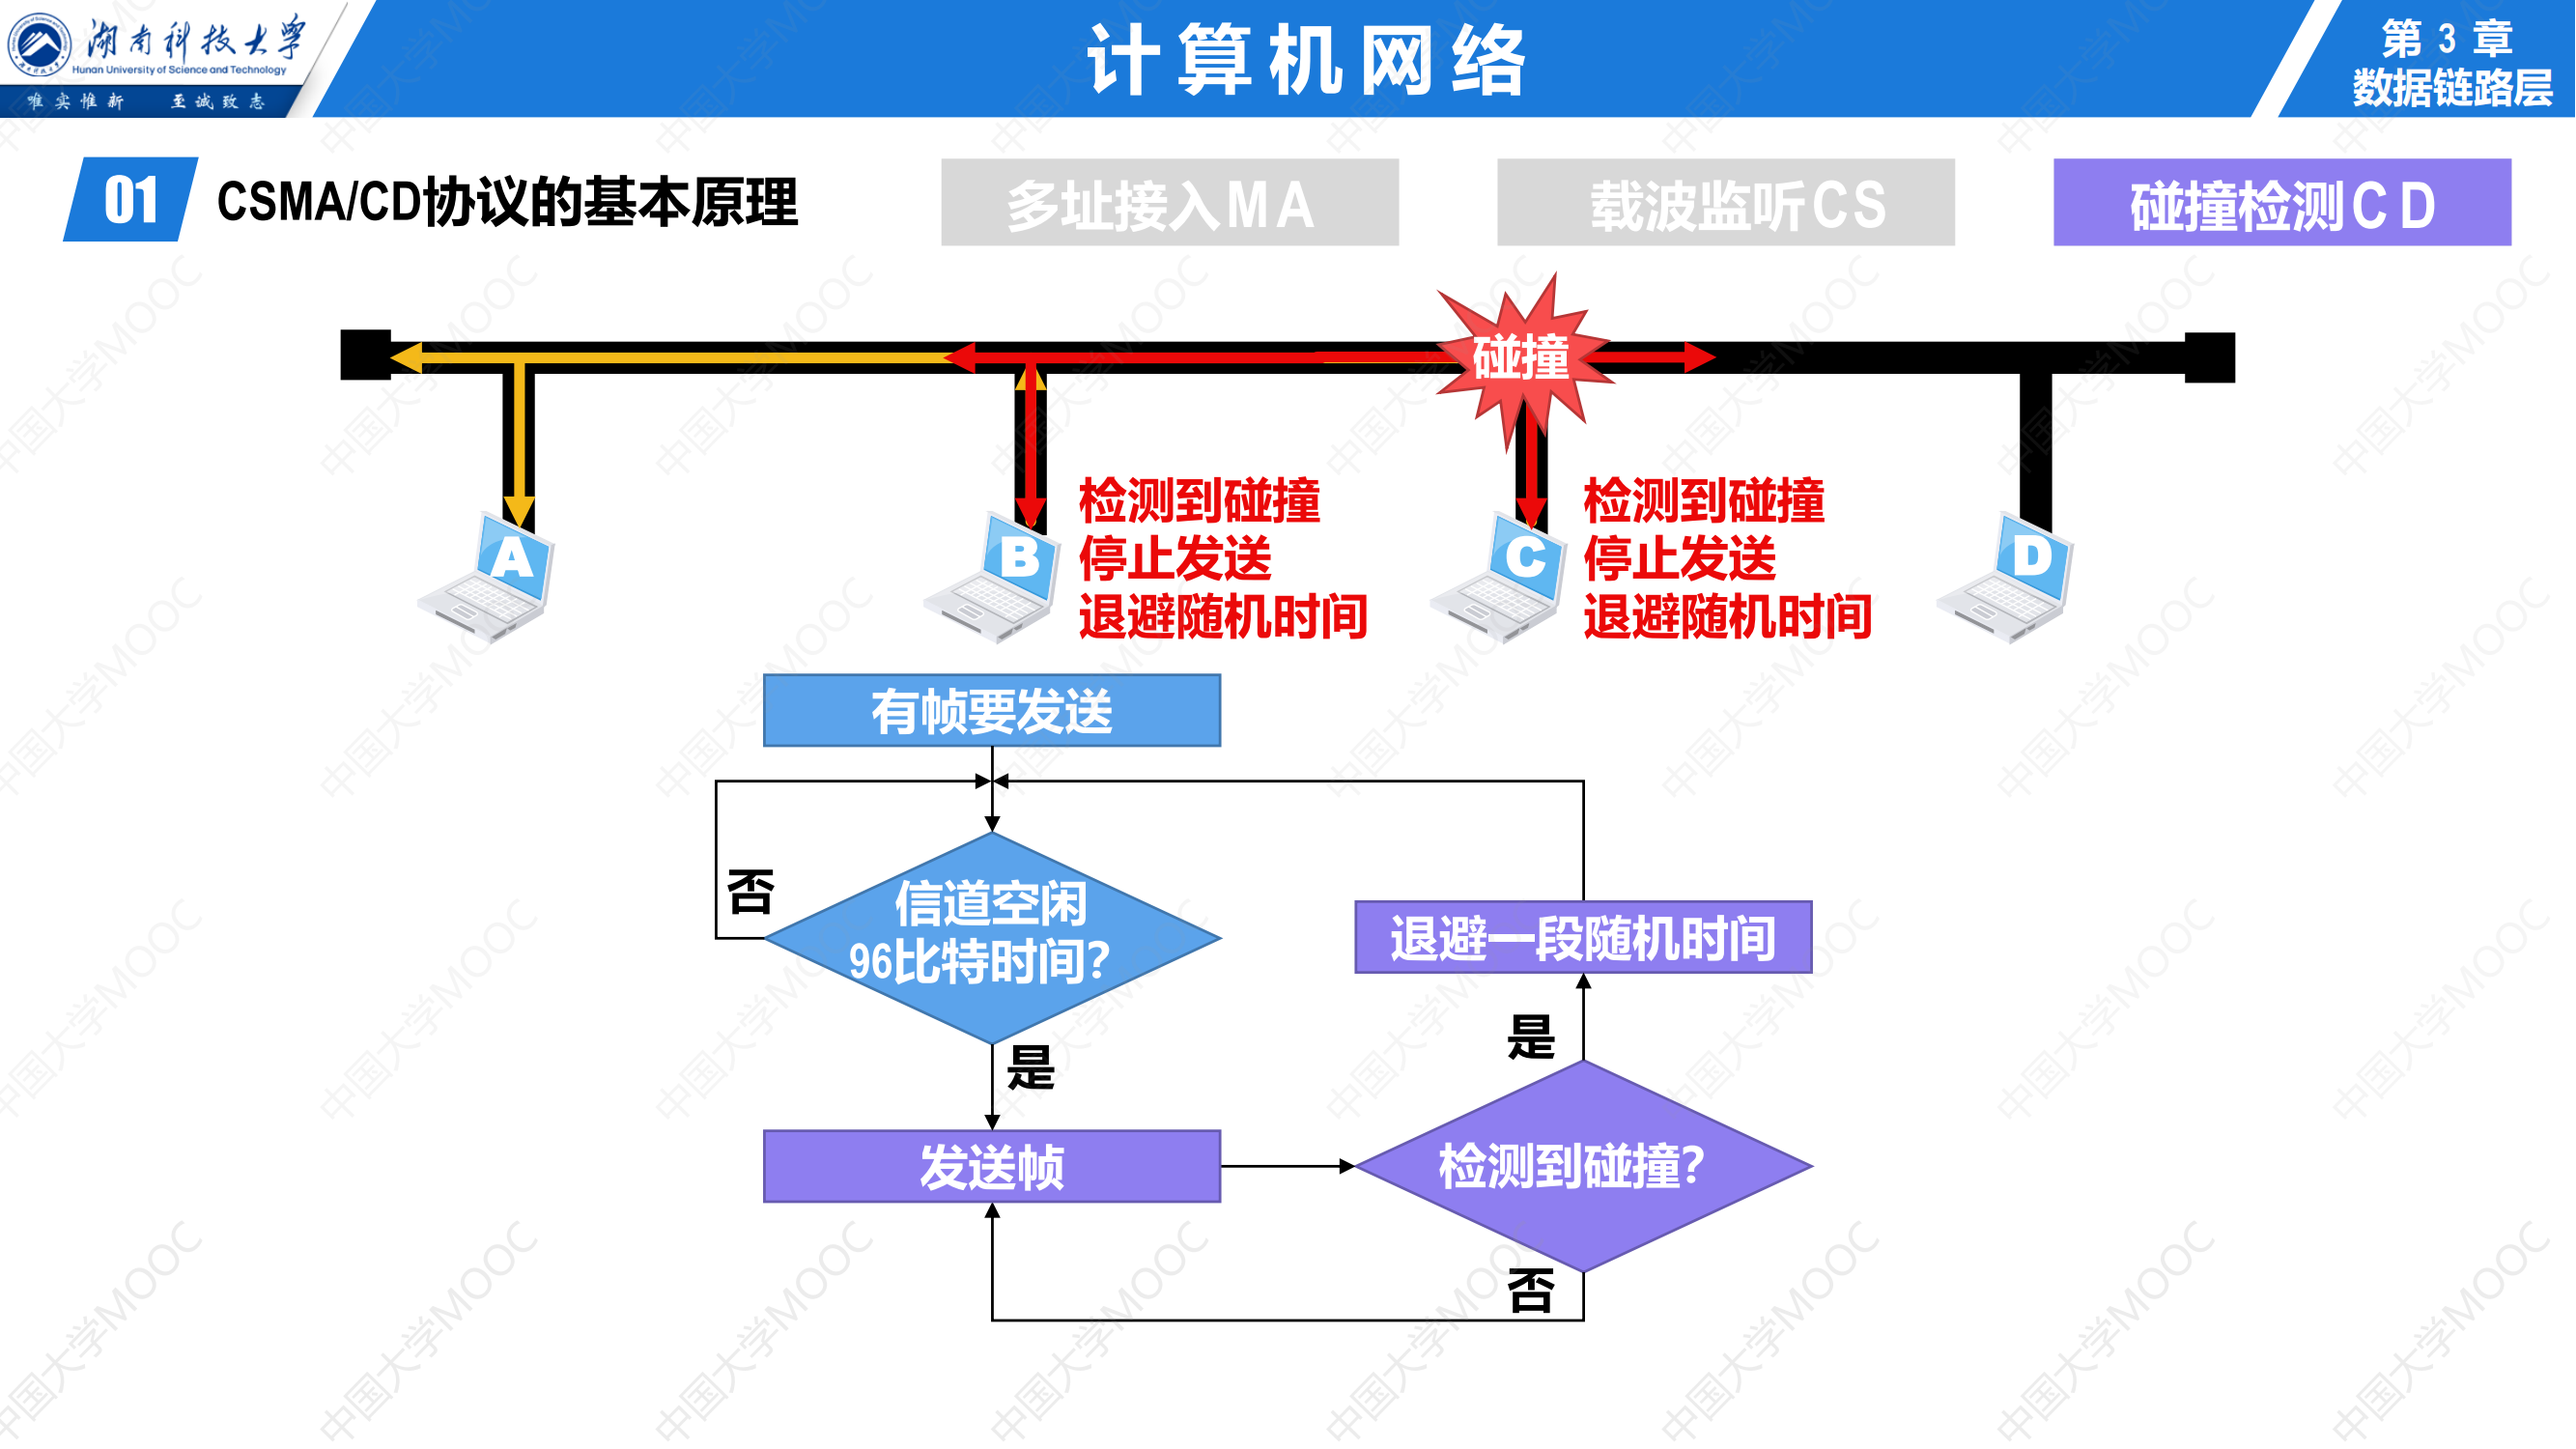 湖南科技大学
Hunan University of Science and Technology
唯实惟新 至诚致志
计算机网络
第 3 章
数据链路层
01 CSMA/CD协议的基本原理
多址接入MA
载波监听CS
碰撞检测CD
碰撞
A
B
检测到碰撞
停止发送
退避随机时间
C
检测到碰撞
停止发送
退避随机时间
D
有帧要发送
否
信道空闲
96比特时间?
是
发送帧
退避一段随机时间
是
检测到碰撞?
否
中国大学MOOC